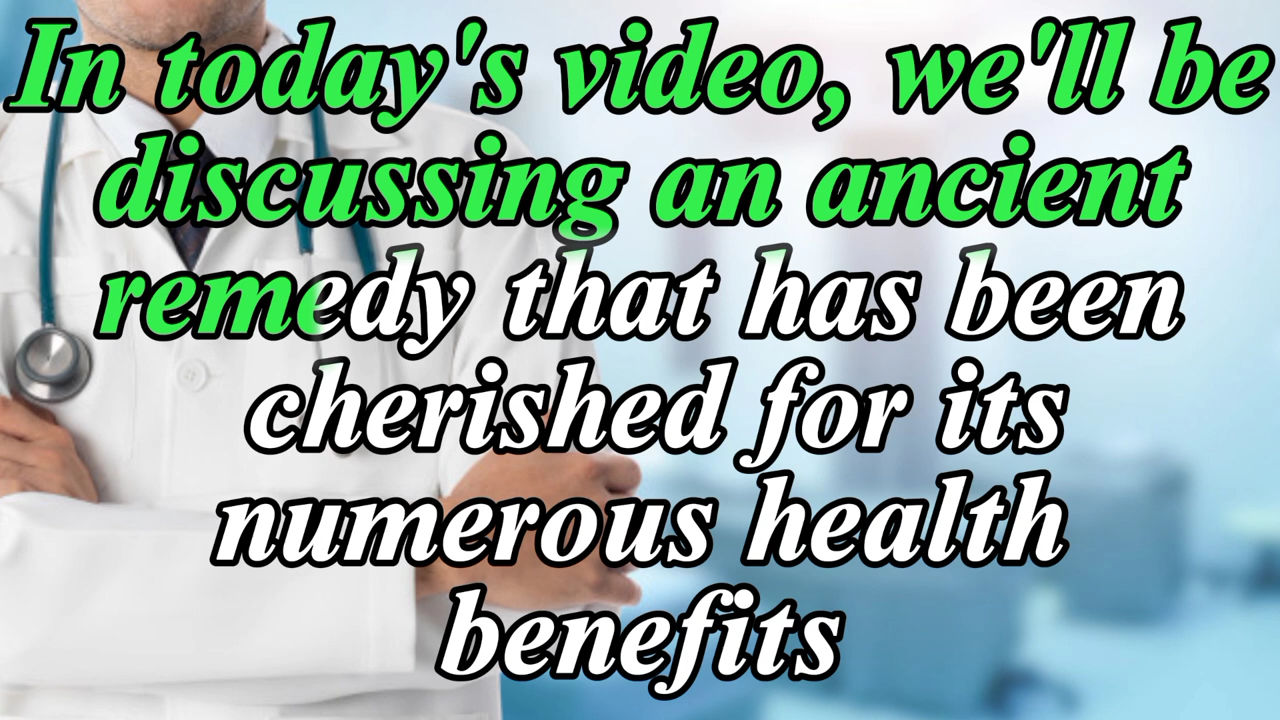 In today's video, we'll be
discussing an ancient
remedy that has been
cherished for its
numerous health
benefits